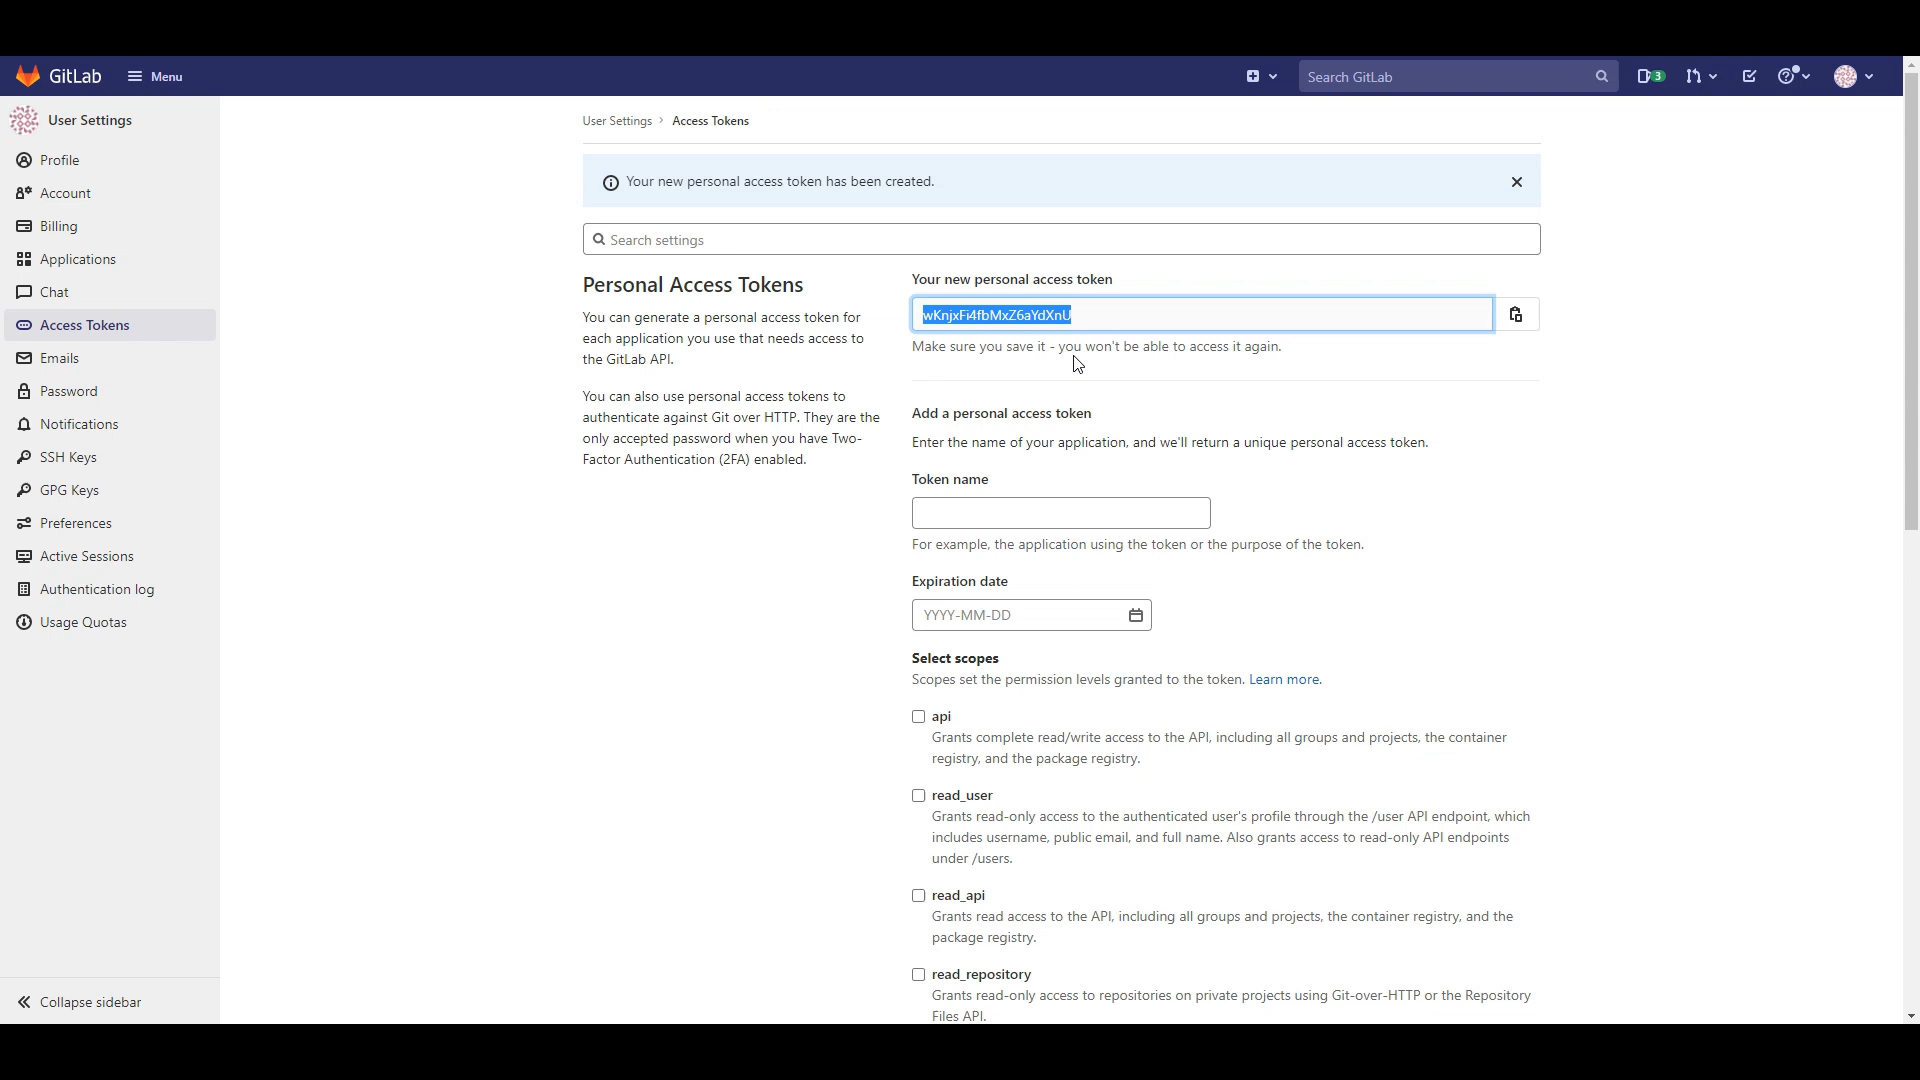 GitLab
Menu
Search GitLab
3
User Settings
Profile
Account
Billing
Applications
Chat
Access Tokens
Emails
Password
Notifications
SSH Keys
GPG Keys
Preferences
Active Sessions
Authentication log
Usage Quotas
Collapse sidebar
User Settings > Access Tokens
Your new personal access token has been created.
Search settings
Personal Access Tokens
You can generate a personal access token for
each application you use that needs access to
the GitLab API.
You can also use personal access tokens to
authenticate against Git over HTTP. They are the
only accepted password when you have Two-
Factor Authentication (2FA) enabled.
Your new personal access token
wKnjxFi4fbMxZ6aYdXnU
Make sure you save it - you won't be able to access it again.
Add a personal access token
Enter the name of your application, and we'll return a unique personal access token.
Token name
For example, the application using the token or the purpose of the token.
Expiration date
YYYY-MM-DD
Select scopes
Scopes set the permission levels granted to the token. Learn more.
api
Grants complete read/write access to the API, including all groups and projects, the container
registry, and the package registry.
read_user
Grants read-only access to the authenticated user's profile through the /user API endpoint, which
includes username, public email, and full name. Also grants access to read-only API endpoints
under /users.
read_api
Grants read access to the API, including all groups and projects, the container registry, and the
package registry.
read_repository
Grants read-only access to repositories on private projects using Git-over-HTTP or the Repository
Files API.